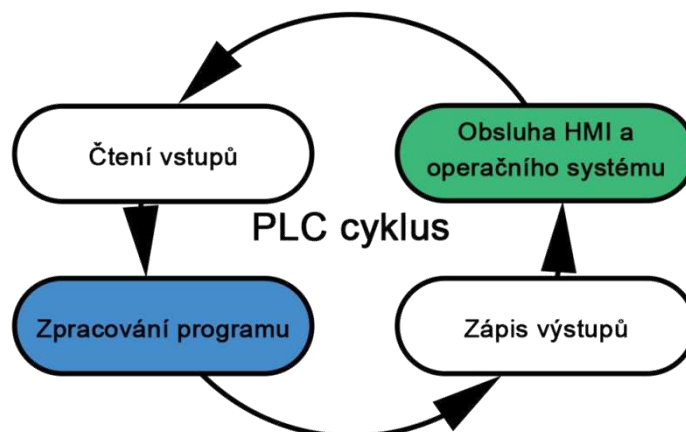 Čtení vstupů
Obsluha HMI a
operačního systému
PLC cyklus
Zpracování programu
Zápis výstupů